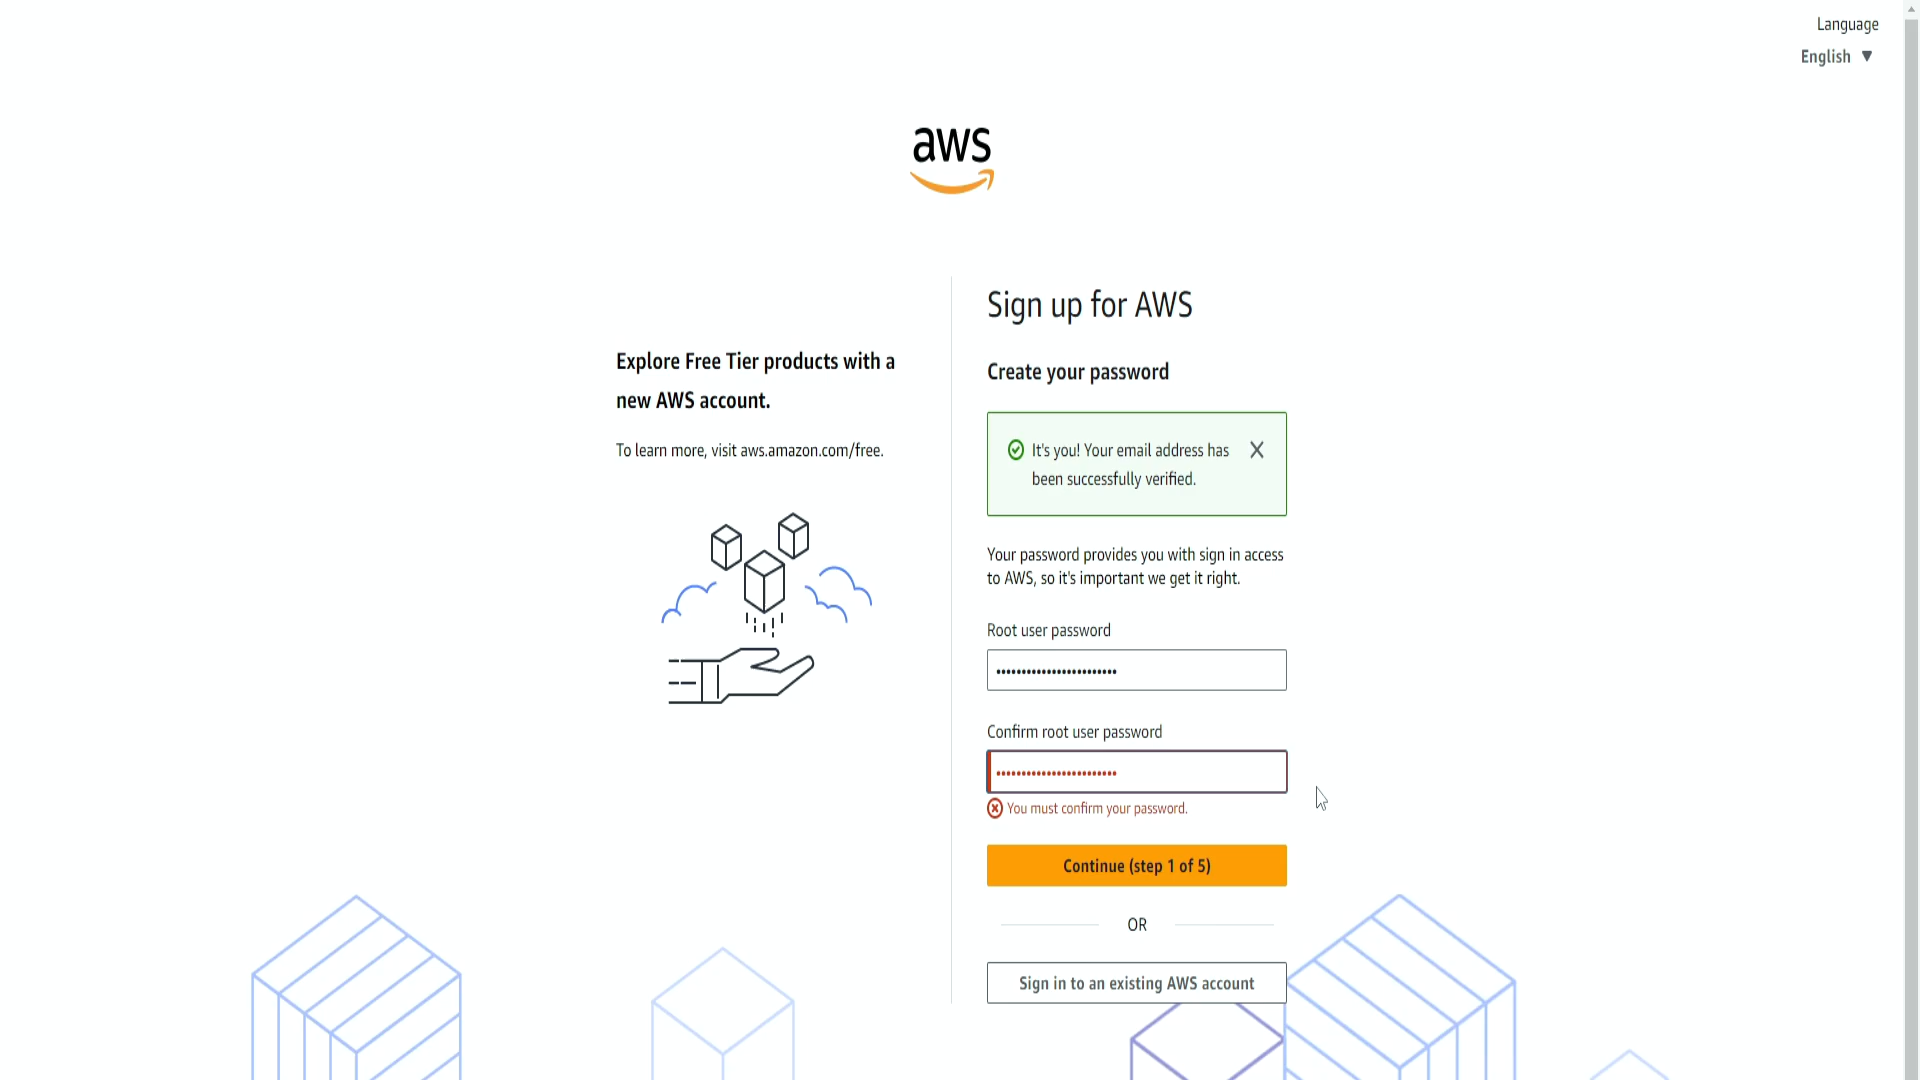 Language
English ▼
aws
Explore Free Tier products with a
new AWS account.
To learn more, visit aws.amazon.com/free.
Sign up for AWS
Create your password
It's you! Your email address has
been successfully verified.
Your password provides you with sign in access
to AWS, so it's important we get it right.
Root user password
••••••••••••••••••••••••
Confirm root user password
••••••••••••••••••••••••
You must confirm your password.
Continue (step 1 of 5)
OR
Sign in to an existing AWS account